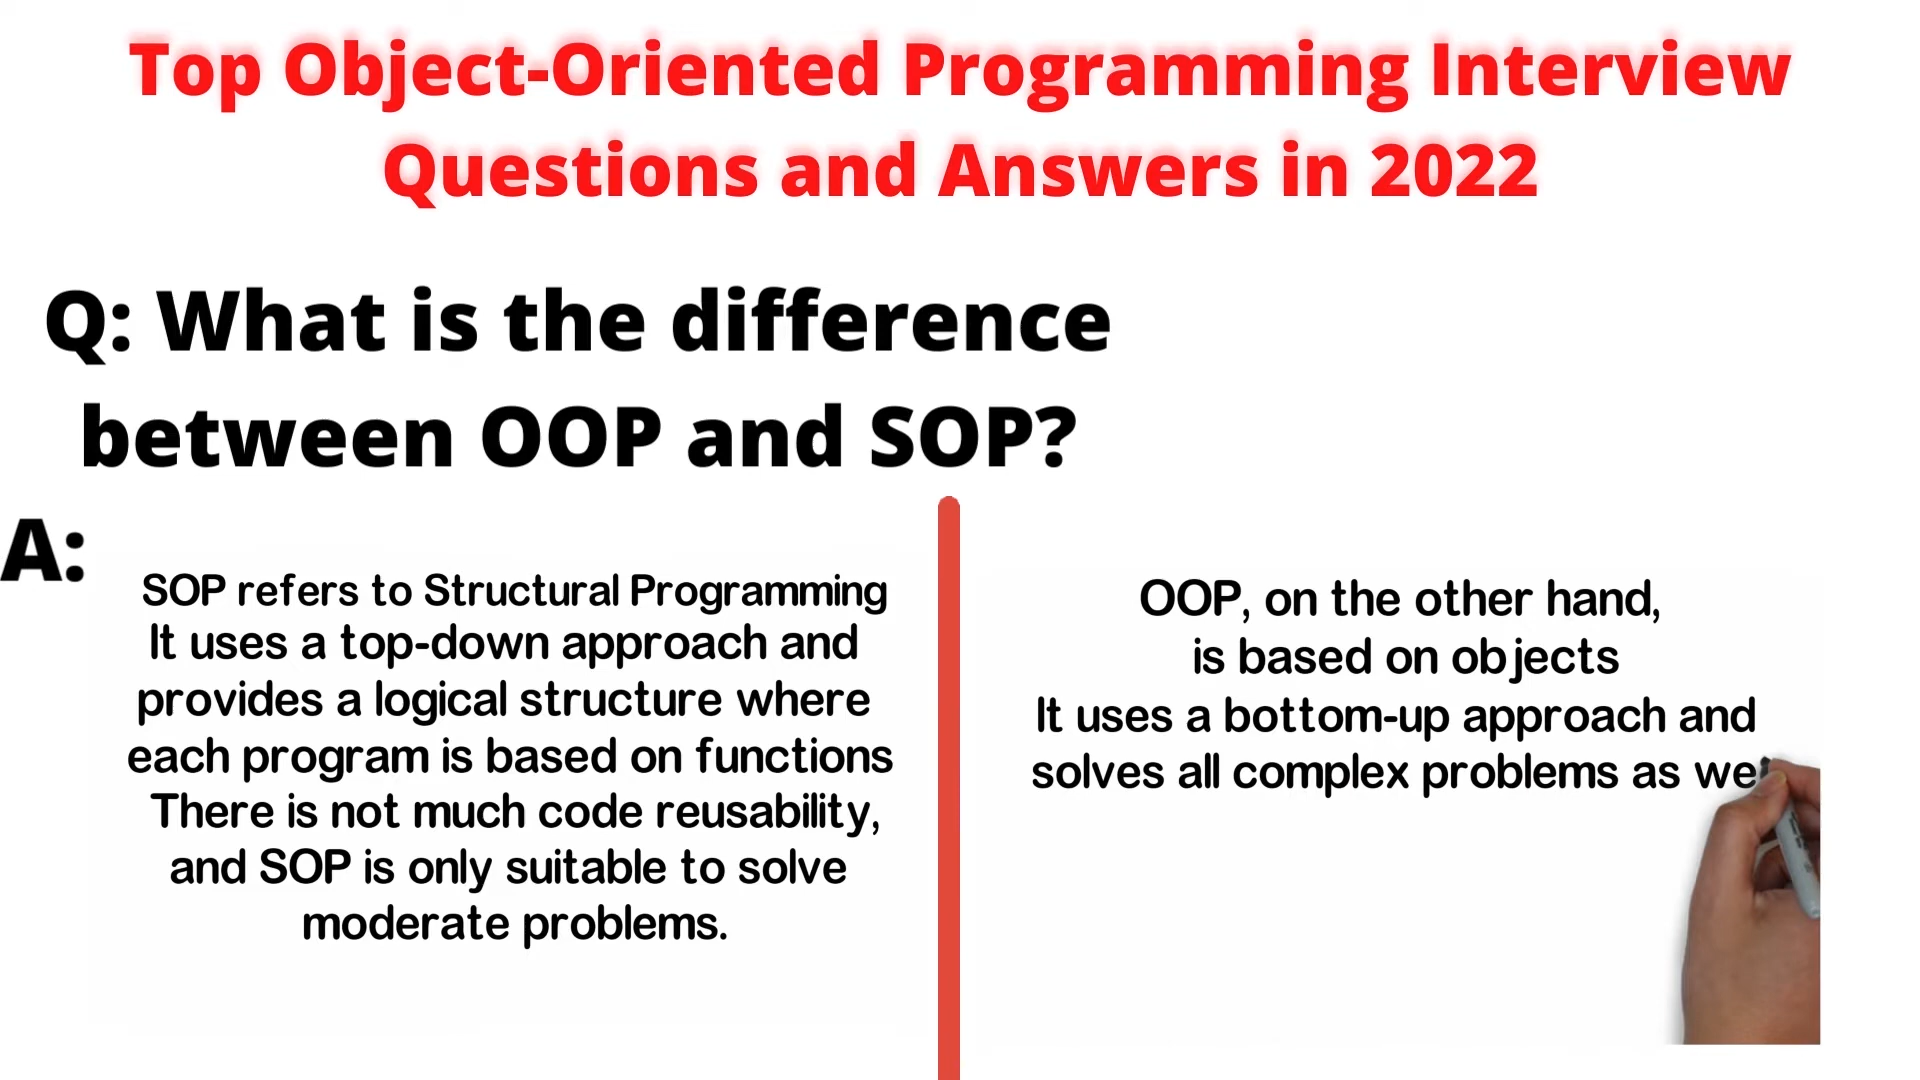 Top Object-Oriented Programming Interview
Questions and Answers in 2022
Q: What is the difference
between OOP and SOP?
A:
SOP refers to Structural Programming
It uses a top-down approach and
provides a logical structure where
each program is based on functions
There is not much code reusability,
and SOP is only suitable to solve
moderate problems.
OOP, on the other hand,
is based on objects
It uses a bottom-up approach and
solves all complex problems as we